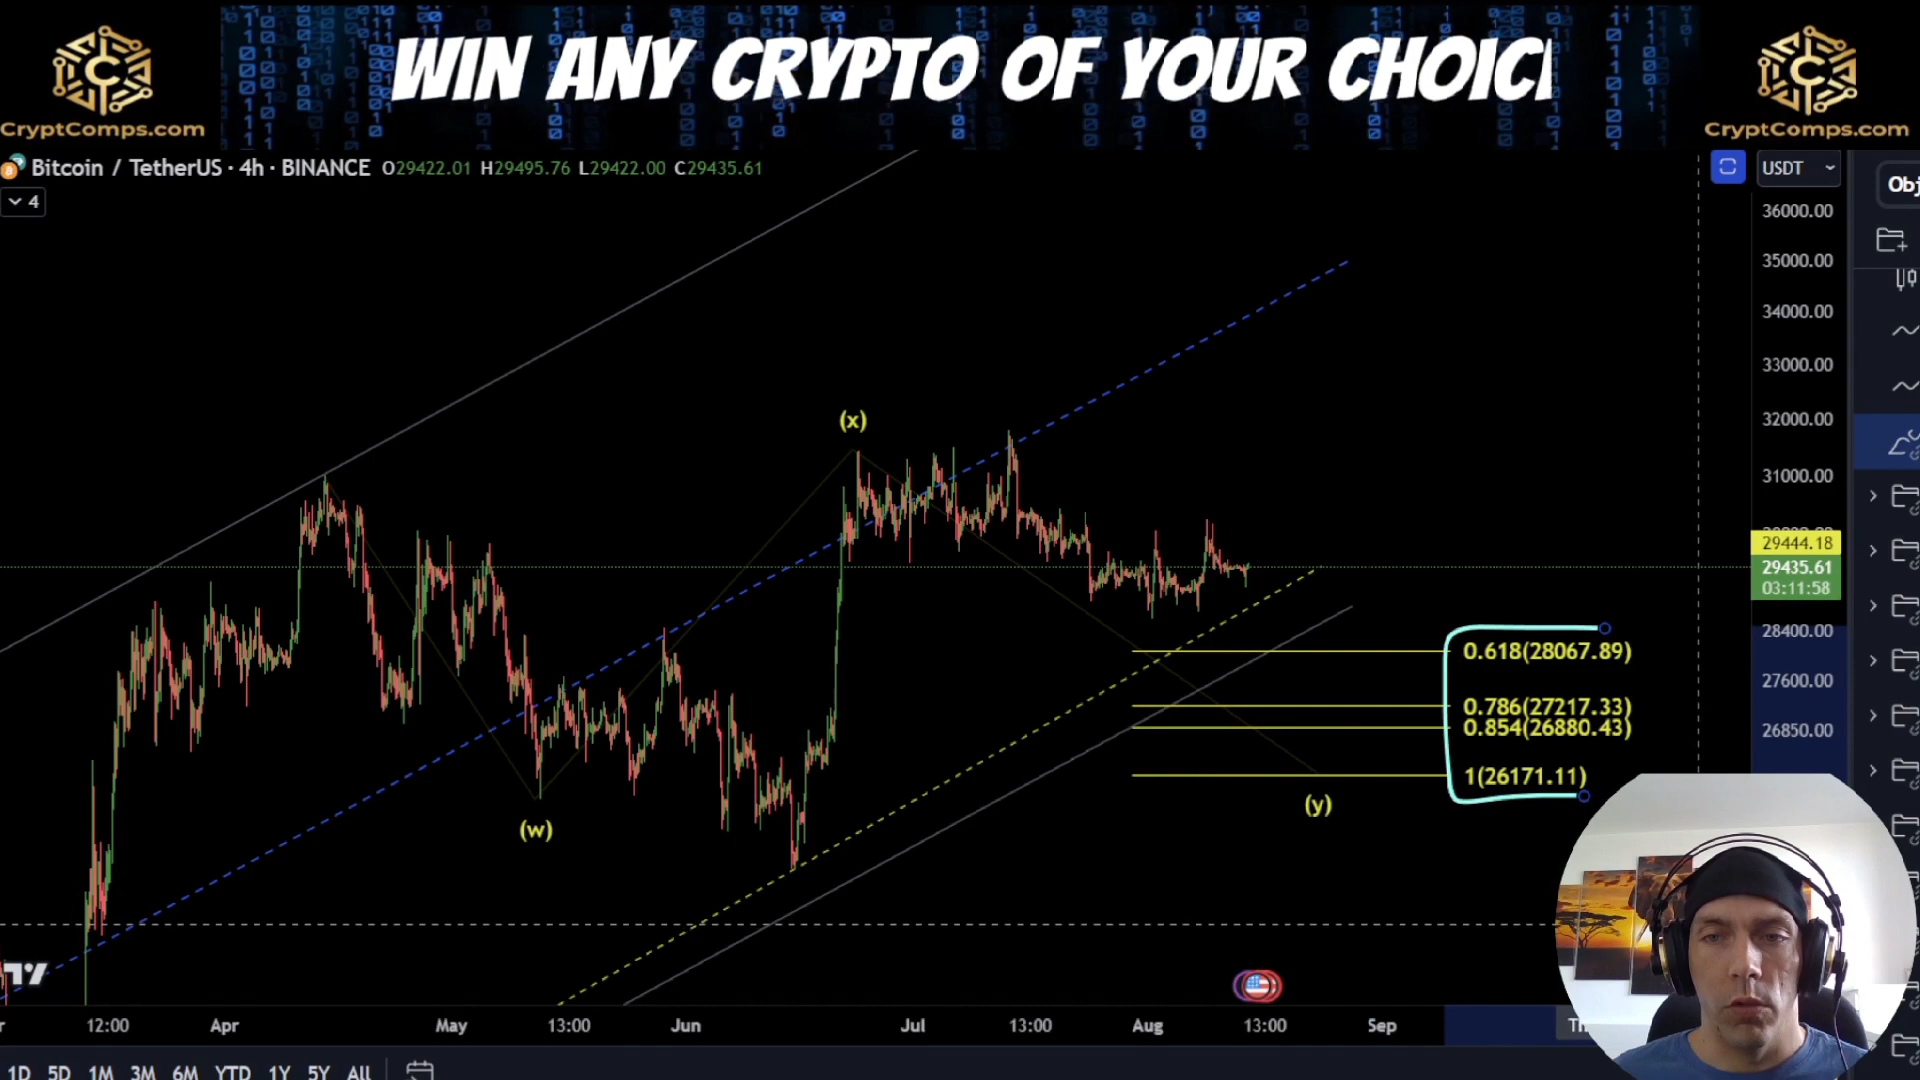 WIN ANY CRYPTO OF YOUR CHOIC
CryptComps.com
CryptComps.com
Bitcoin / TetherUS · 4h · BINANCE O29422.01 H29495.76 L29422.00 C29435.61
USDT
Obj
4
36000.00
35000.00
34000.00
33000.00
32000.00
31000.00
29444.18
29435.61
03:11:58
28400.00
27600.00
26850.00
(x)
(w)
(y)
0.618(28067.89)
0.786(27217.33)
0.854(26880.43)
1(26171.11)
12:00 Apr May 13:00 Jun Jul 13:00 Aug 13:00 Sep
1D 5D 1M 3M 6M YTD 1Y 5Y All